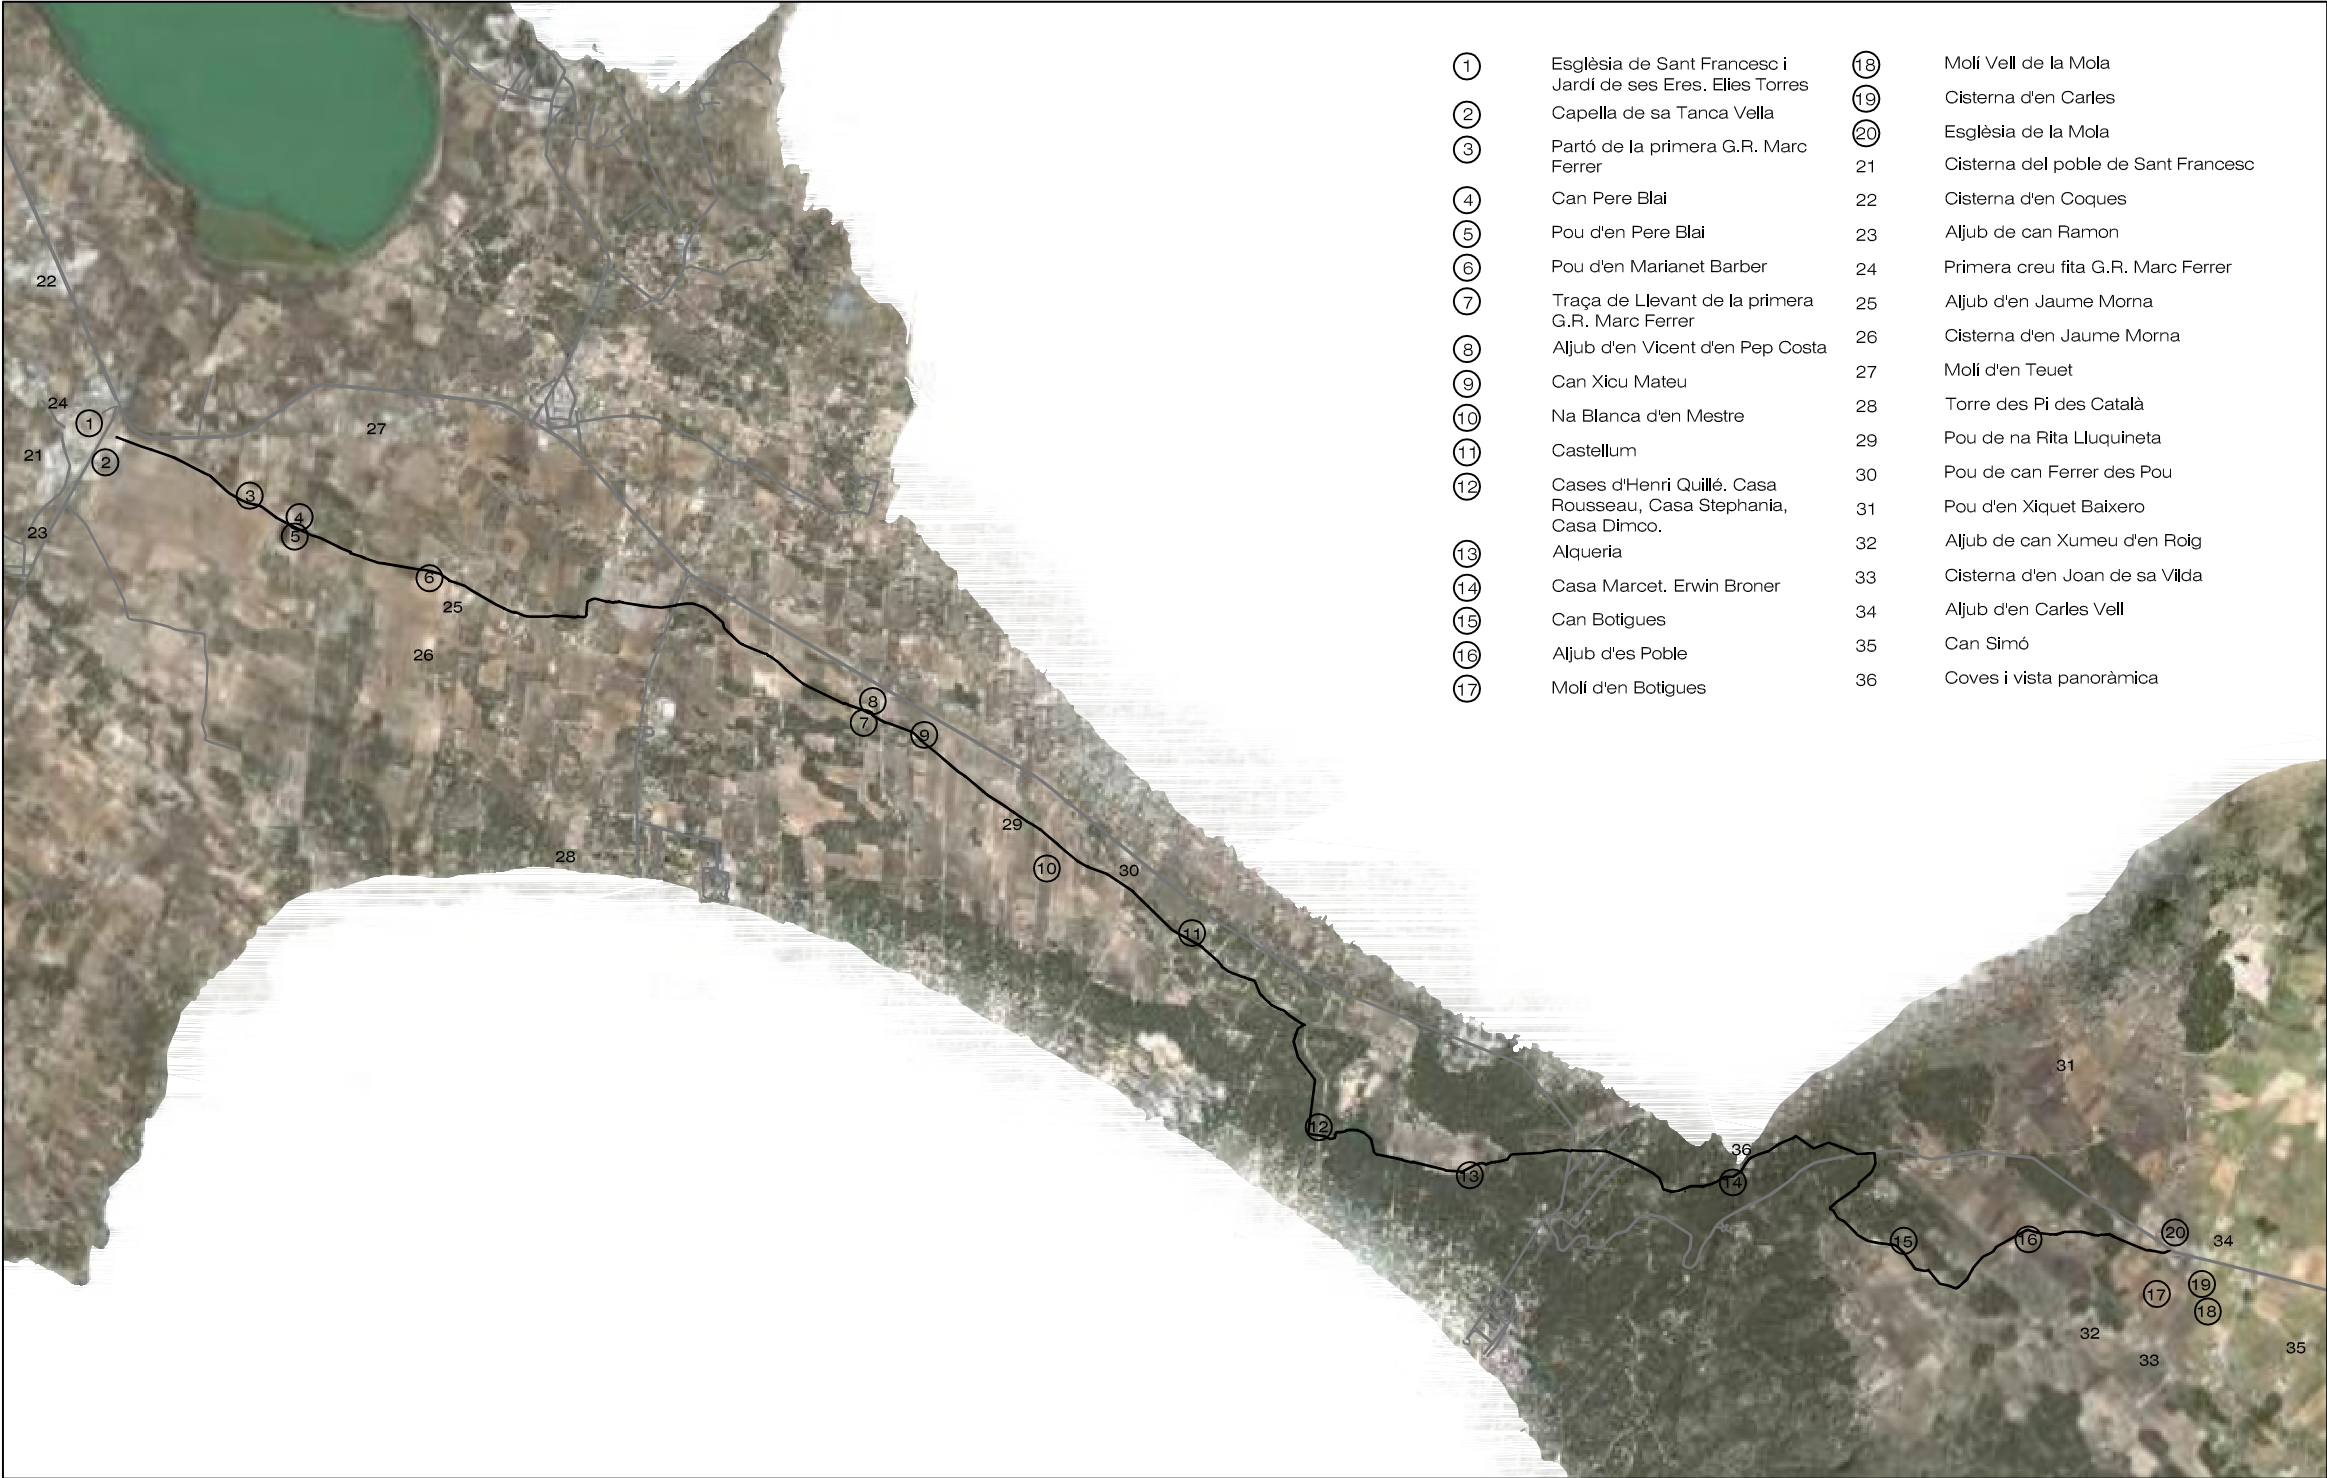 1 Esglèsia de Sant Francesc i
Jardí de ses Eres. Elies Torres
2 Capella de sa Tanca Vella
3 Partó de la primera G.R. Marc
Ferrer
4 Can Pere Blai
5 Pou d'en Pere Blai
6 Pou d'en Marianet Barber
7 Traça de Llevant de la primera
G.R. Marc Ferrer
8 Aljub d'en Vicent d'en Pep Costa
9 Can Xicu Mateu
10 Na Blanca d'en Mestre
11 Castellum
12 Cases d'Henri Quillé. Casa
Rousseau, Casa Stephania,
Casa Dimco.
13 Alqueria
14 Casa Marcet. Erwin Broner
15 Can Botigues
16 Aljub d'es Poble
17 Molí d'en Botigues
18 Molí Vell de la Mola
19 Cisterna d'en Carles
20 Esglèsia de la Mola
21 Cisterna del poble de Sant Francesc
22 Cisterna d'en Coques
23 Aljub de can Ramon
24 Primera creu fita G.R. Marc Ferrer
25 Aljub d'en Jaume Morna
26 Cisterna d'en Jaume Morna
27 Molí d'en Teuet
28 Torre des Pi des Català
29 Pou de na Rita Lluquineta
30 Pou de can Ferrer des Pou
31 Pou d'en Xiquet Baixero
32 Aljub de can Xumeu d'en Roig
33 Cisterna d'en Joan de sa Vilda
34 Aljub d'en Carles Vell
35 Can Simó
36 Coves i vista panoràmica
22
24
1
27
21
2
3
4
23
5
6
25
26
8
7
9
29
28
10
30
11
31
12
36
13
14
20
34
15
16
19
17
18
32
35
33